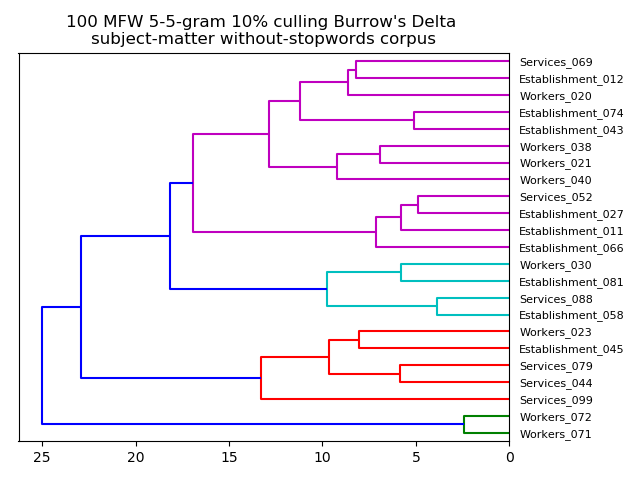 100 MFW 5-5-gram 10% culling Burrow's Delta
subject-matter without-stopwords corpus
Services_069
Establishment_012
Workers_020
Establishment_074
Establishment_043
Workers_038
Workers_021
Workers_040
Services_052
Establishment_027
Establishment_011
Establishment_066
Workers_030
Establishment_081
Services_088
Establishment_058
Workers_023
Establishment_045
Services_079
Services_044
Services_099
Workers_072
Workers_071
25 20 15 10 5 0